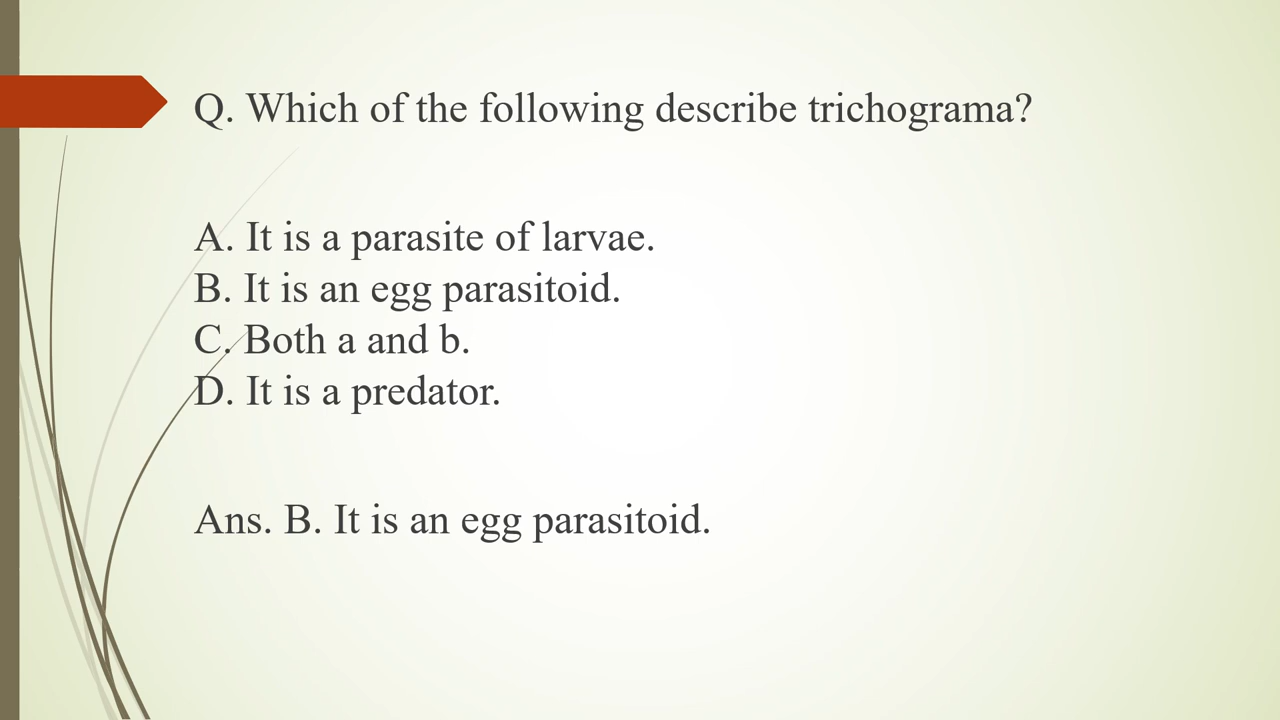 Q. Which of the following describe trichograma?
A. It is a parasite of larvae.
B. It is an egg parasitoid.
C. Both a and b.
D. It is a predator.
Ans. B. It is an egg parasitoid.